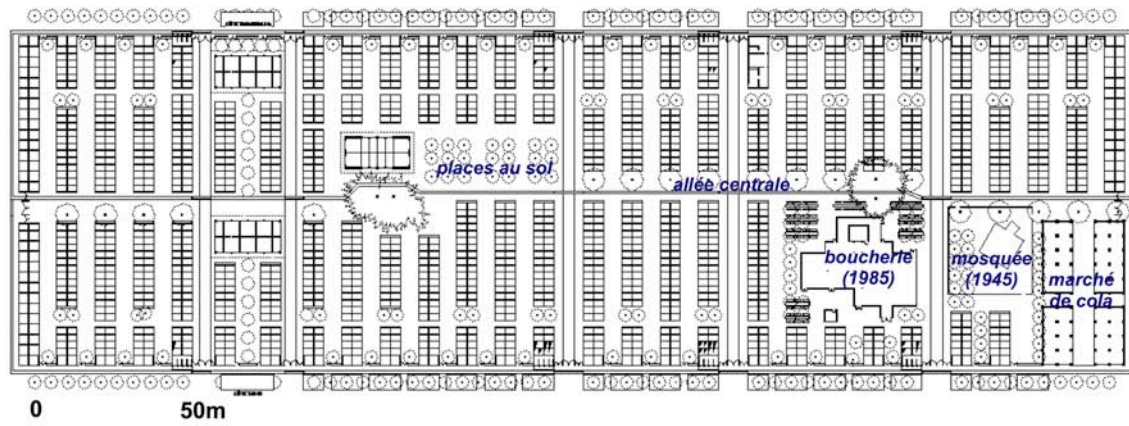 places au sol
allée centrale
boucherie
(1985)
mosquée
(1945)
marché
de cola
0 50m